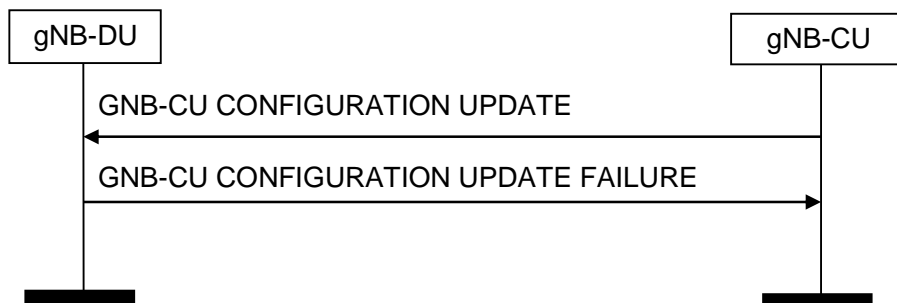 gNB-DU
gNB-CU
GNB-CU CONFIGURATION UPDATE
GNB-CU CONFIGURATION UPDATE FAILURE